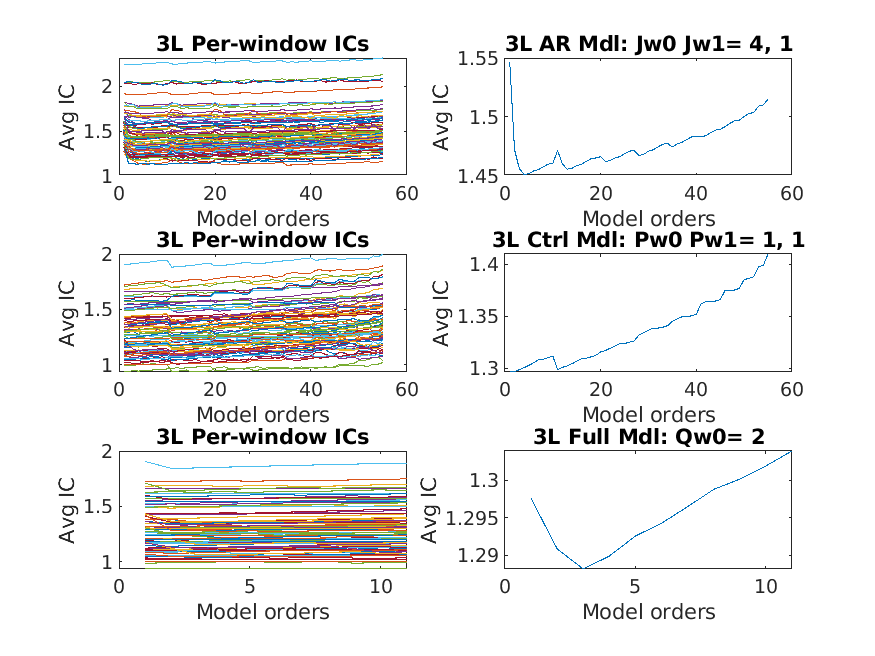 3L Per-window ICs
Avg IC
2
1.5
1
0
20
40
60
Model orders
3L AR Mdl: Jw0 Jw1= 4, 1
Avg IC
1.55
1.5
1.45
0
20
40
60
Model orders
3L Per-window ICs
Avg IC
2
1.5
1
0
20
40
60
Model orders
3L Ctrl Mdl: Pw0 Pw1= 1, 1
Avg IC
1.4
1.35
1.3
0
20
40
60
Model orders
3L Per-window ICs
Avg IC
2
1.5
1
0
5
10
Model orders
3L Full Mdl: Qw0= 2
Avg IC
1.3
1.295
1.29
0
5
10
Model orders